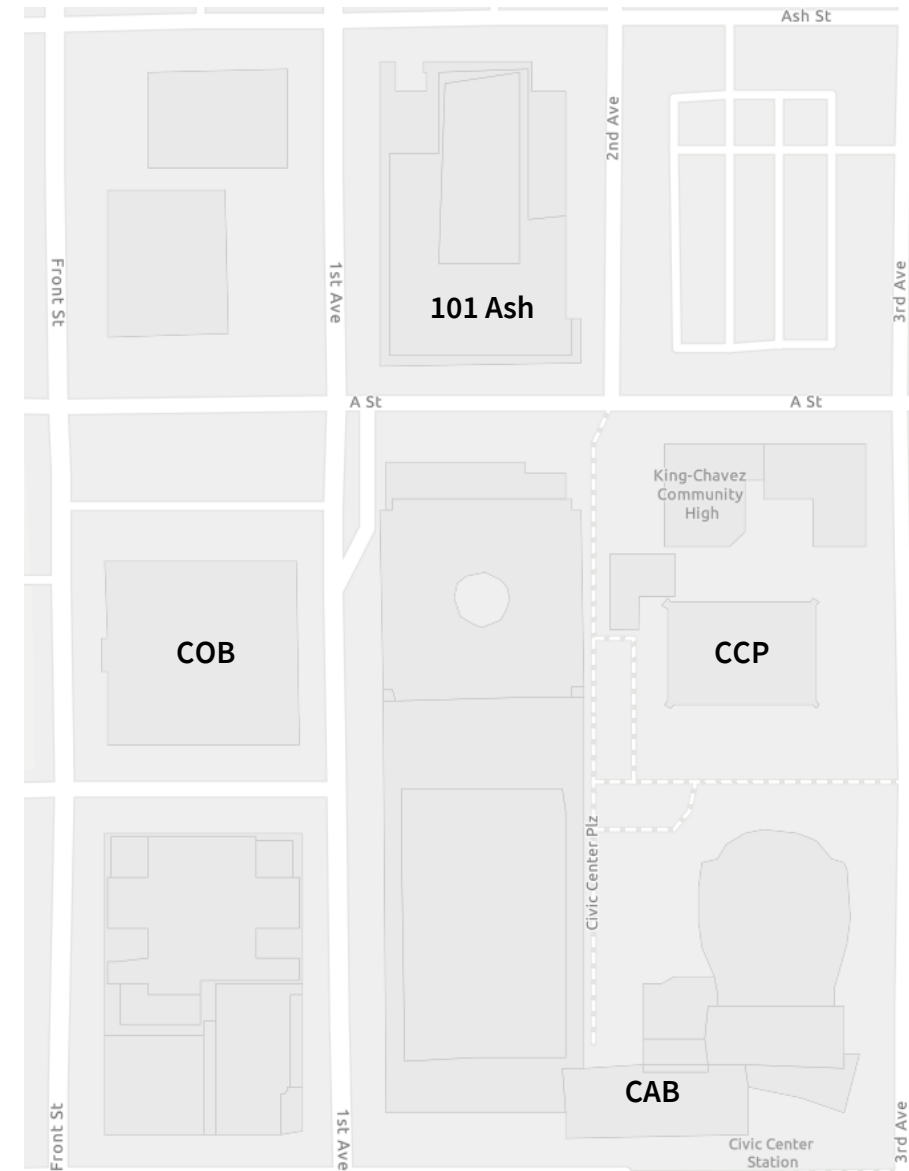 Ash St
2nd Ave
Front St
1st Ave
3rd Ave
101 Ash
A St
A St
King-Chavez
Community
High
COB
CCP
Civic Center Plz
CAB
Front St
1st Ave
3rd Ave
Civic Center
Station